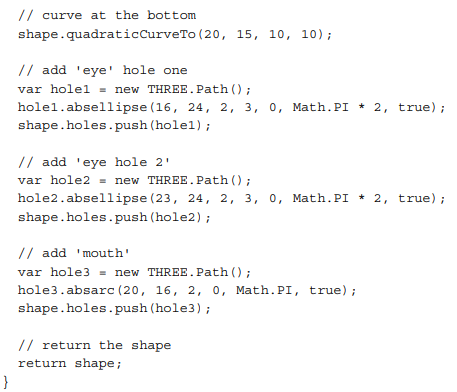 // curve at the bottom
shape.quadraticCurveTo(20, 15, 10, 10);
// add 'eye' hole one
var hole1 = new THREE.Path();
hole1.absellipse(16, 24, 2, 3, 0, Math.PI * 2, true);
shape.holes.push(hole1);
// add 'eye hole 2'
var hole2 = new THREE.Path();
hole2.absellipse(23, 24, 2, 3, 0, Math.PI * 2, true);
shape.holes.push(hole2);
// add 'mouth'
var hole3 = new THREE.Path();
hole3.absarc(20, 16, 2, 0, Math.PI, true);
shape.holes.push(hole3);
// return the shape
return shape;
}